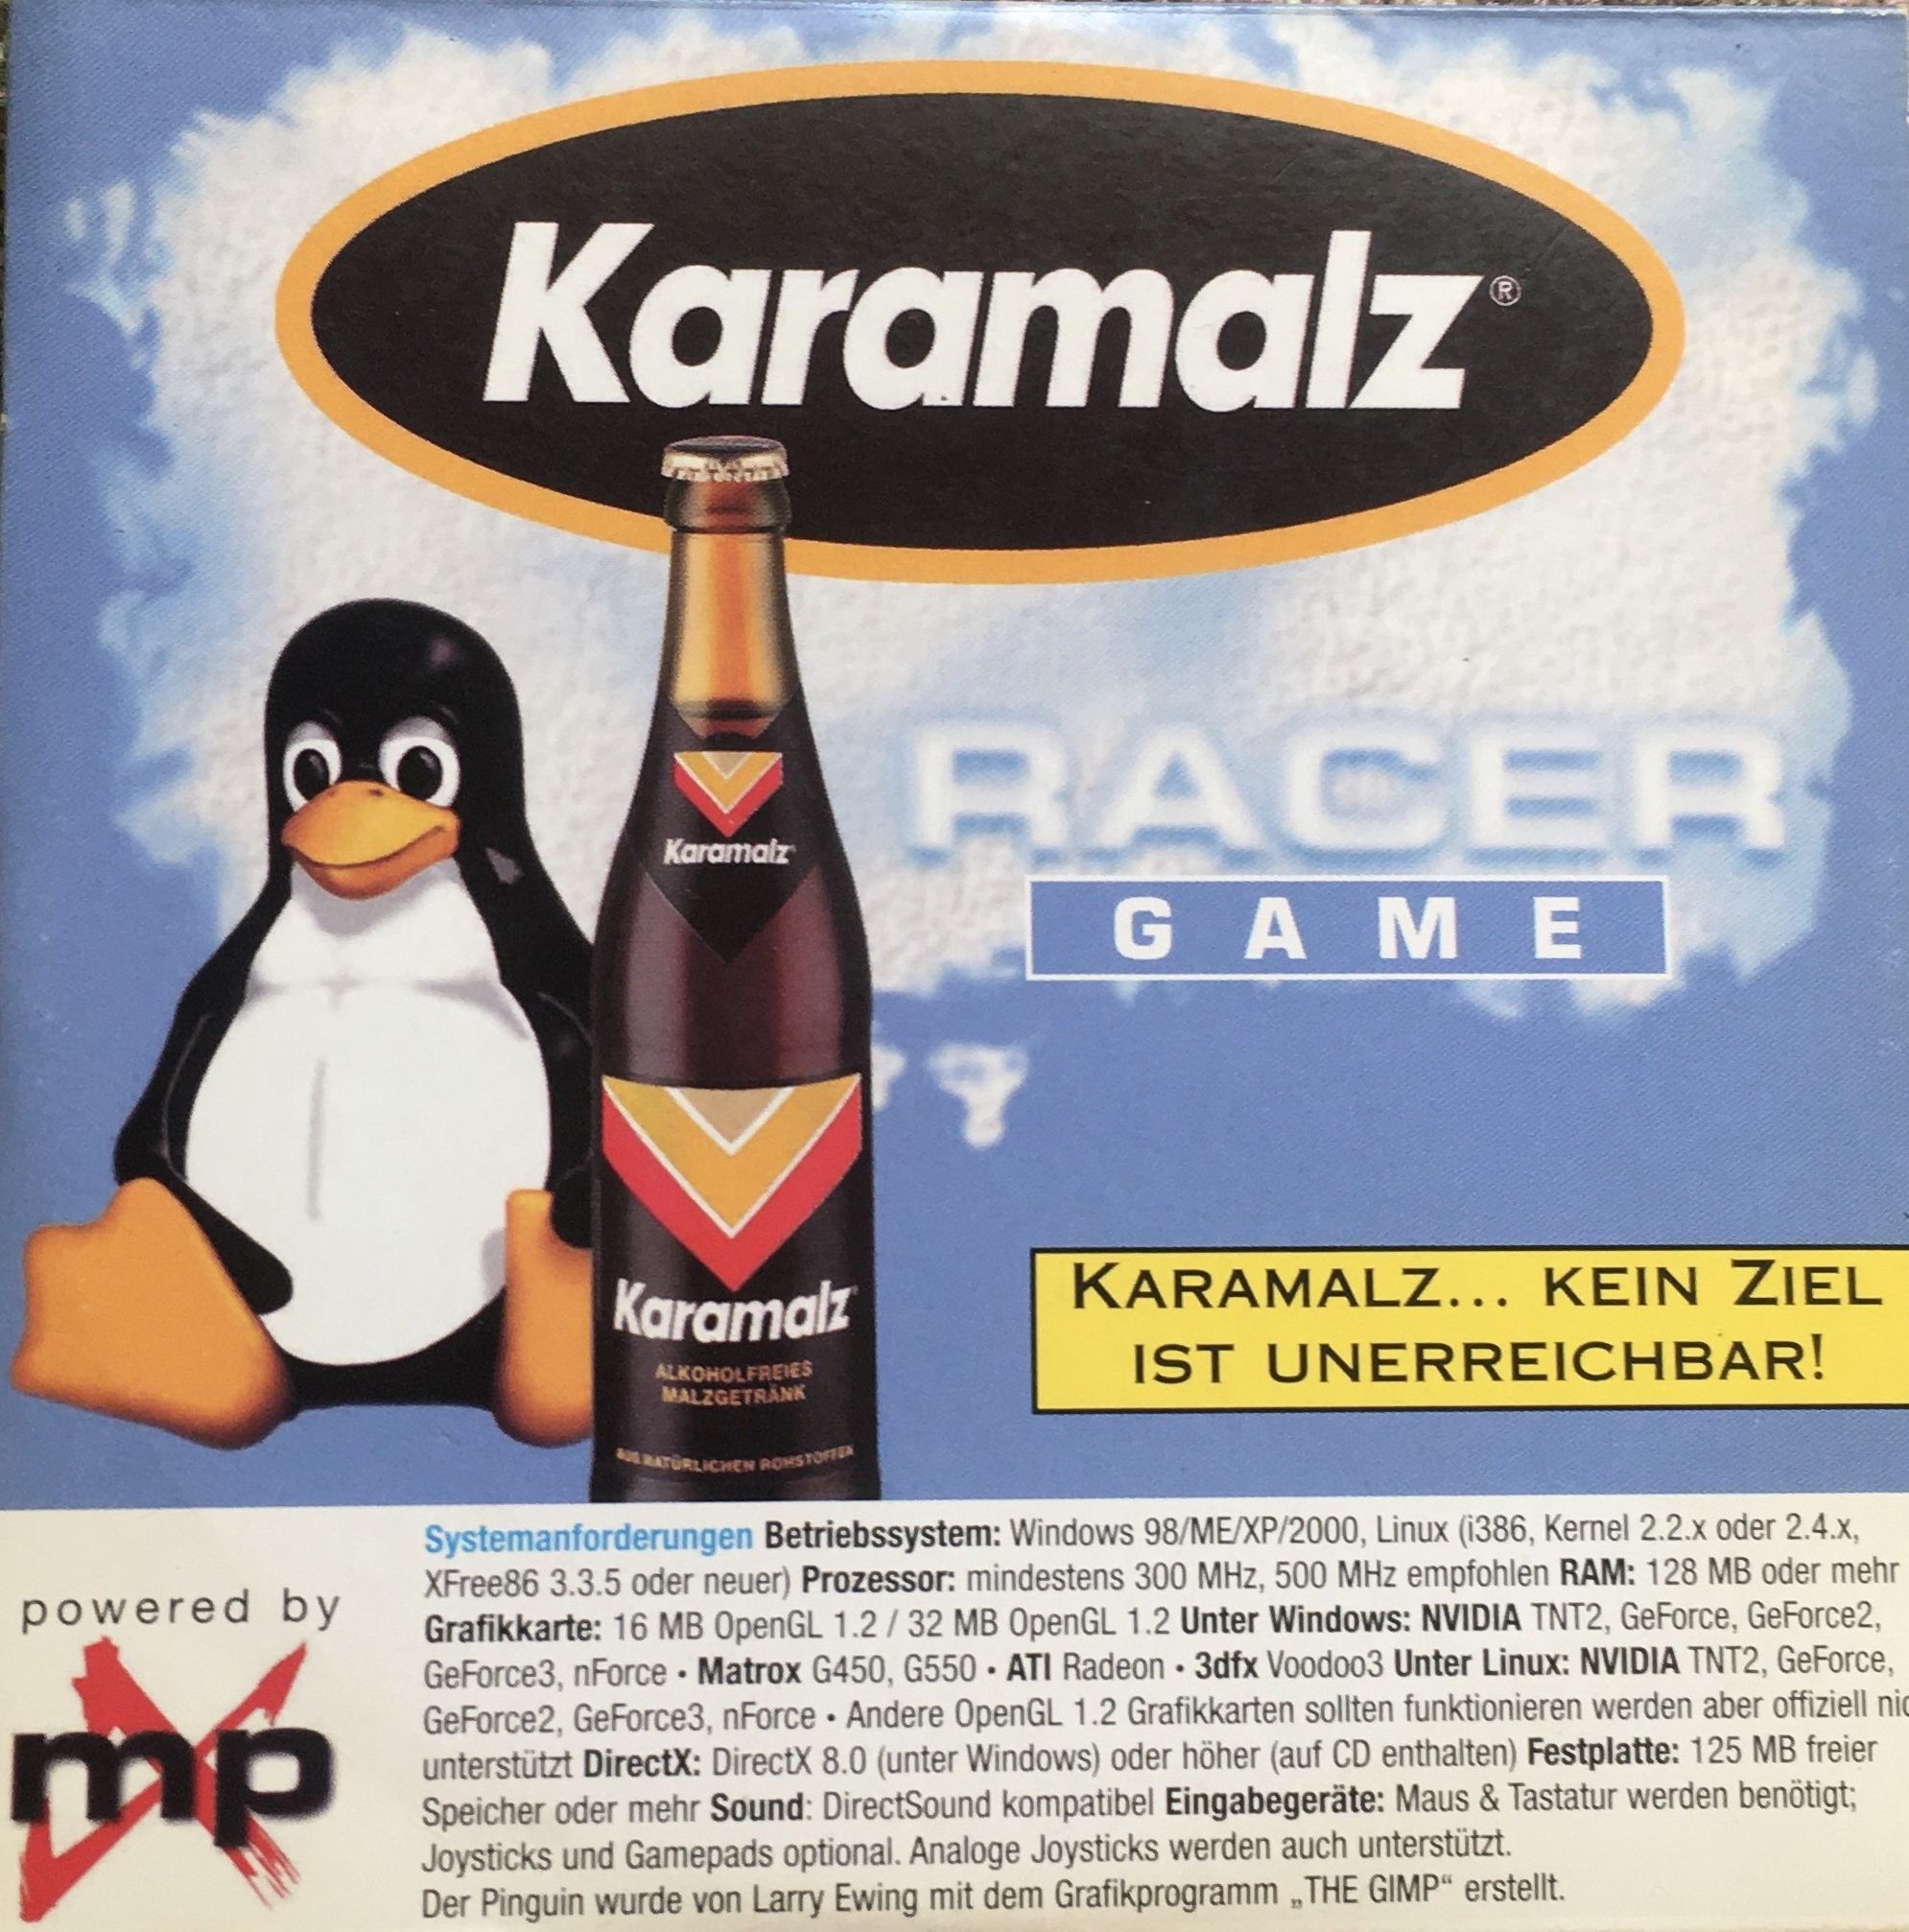 Karamalz®
RACER
GAME
Karamalz
KARAMALZ... KEIN ZIEL
IST UNERREICHBAR!
Karamalz
ALKOHOLFREIES
MALZGETRÄNK
AUS NATÜRLICHEN ROHSTOFFEN
powered by
mp
Systemanforderungen Betriebssystem: Windows 98/ME/XP/2000, Linux (i386, Kernel 2.2.x oder 2.4.x,
XFree86 3.3.5 oder neuer) Prozessor: mindestens 300 MHz, 500 MHz empfohlen RAM: 128 MB oder mehr
Grafikkarte: 16 MB OpenGL 1.2 / 32 MB OpenGL 1.2 Unter Windows: NVIDIA TNT2, GeForce, GeForce2,
GeForce3, nForce • Matrox G450, G550 • ATI Radeon • 3dfx Voodoo3 Unter Linux: NVIDIA TNT2, GeForce,
GeForce2, GeForce3, nForce • Andere OpenGL 1.2 Grafikkarten sollten funktionieren werden aber offiziell nic
unterstützt DirectX: DirectX 8.0 (unter Windows) oder höher (auf CD enthalten) Festplatte: 125 MB freier
Speicher oder mehr Sound: DirectSound kompatibel Eingabegeräte: Maus & Tastatur werden benötigt;
Joysticks und Gamepads optional. Analoge Joysticks werden auch unterstützt.
Der Pinguin wurde von Larry Ewing mit dem Grafikprogramm „THE GIMP“ erstellt.